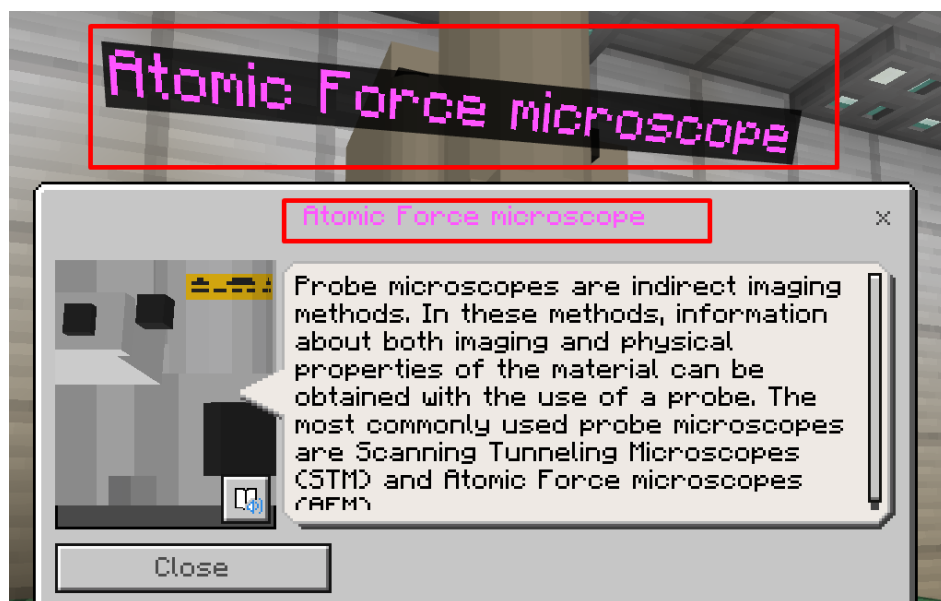 Atomic Force microscope
Atomic Force microscope
x
Probe microscopes are indirect imaging
methods. In these methods, information
about both imaging and physical
properties of the material can be
obtained with the use of a probe. The
most commonly used probe microscopes
are Scanning Tunneling Microscopes
(STM) and Atomic Force microscopes
(AFM)
Close